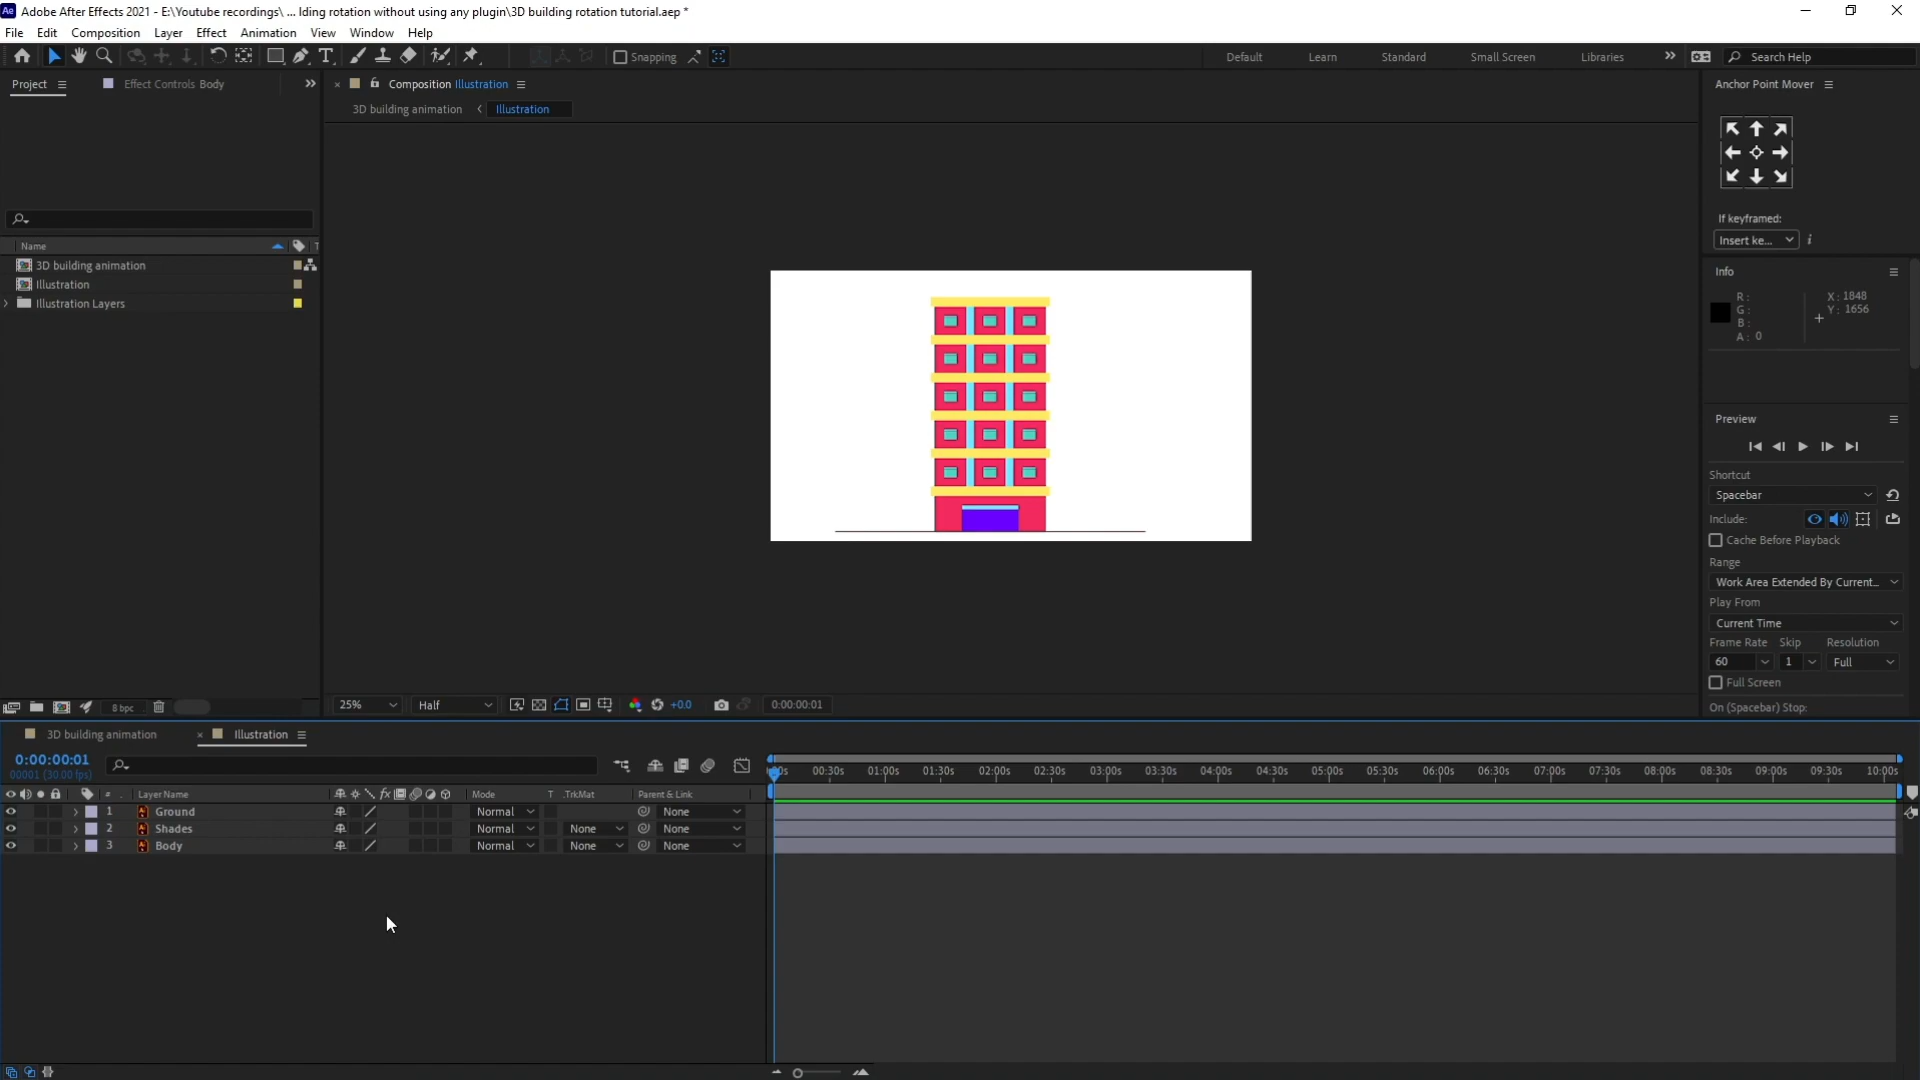 Ae Adobe After Effects 2021 - E:\Youtube recordings\ ... lding rotation without using any plugin\3D building rotation tutorial.aep *
File Edit Composition Layer Effect Animation View Window Help
Snapping Default Learn Standard Small Screen Libraries Search Help
Project Effect Controls Body Composition Illustration Anchor Point Mover
3D building animation Illustration
If keyframed:
Insert ke...
Name T
3D building animation
Illustration
Illustration Layers
Info
R: X: 1848
G: Y: 1656
B:
A: 0
Preview
Shortcut
Spacebar
Include:
Cache Before Playback
Range
Work Area Extended By Current...
Play From
Current Time
Frame Rate Skip Resolution
60 1 Full
Full Screen
On (Spacebar) Stop:
8 bpc 25% Half +0.0 0:00:00:01
3D building animation Illustration
0:00:00:01
00001 (30.00 fps)
00s 00:30s 01:00s 01:30s 02:00s 02:30s 03:00s 03:30s 04:00s 04:30s 05:00s 05:30s 06:00s 06:30s 07:00s 07:30s 08:00s 08:30s 09:00s 09:30s 10:00s
# Layer Name fx Mode T .TrkMat Parent & Link
1 Ai Ground Normal None
2 Ai Shades Normal None None
3 Ai Body Normal None None